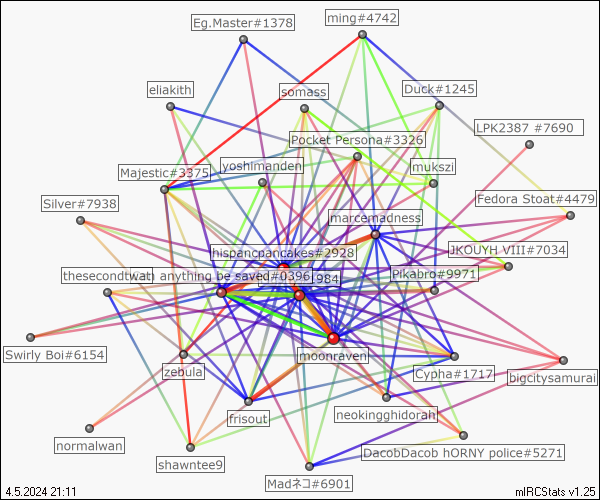 Eg.Master#1378
ming#4742
eliakith
somass
Duck#1245
LPK2387 #7690
Pocket Persona#3326
Majestic#3375
yoshimanden
mukszi
Silver#7938
Fedora Stoat#4479
marcemadness
hispancpancakes#2928
JKOUYH VIII#7034
thesecondtwat
anything be saved#0396
984
Pikabro#9971
Swirly Boi#6154
moonraven
zebula
Cypha#1717
bigcitysamurai
frisout
neokingghidorah
normalwan
shawntee9
DacobDacob hORNY police#5271
Madネコ#6901
4.5.2024 21:11
mIRCStats v1.25